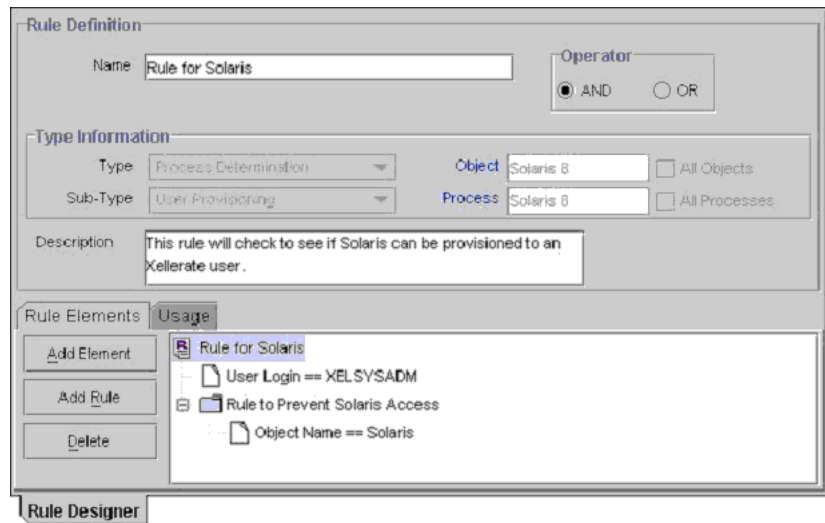 Rule Definition
Name Rule for Solaris
Operator
AND OR
Type Information
Type Process Determination Object Solaris 8 All Objects
Sub-Type User Provisioning Process Solaris 8 All Processes
Description This rule will check to see if Solaris can be provisioned to an
Xellerate user.
Rule Elements Usage
Add Element
Add Rule
Delete
Rule for Solaris
User Login == XELSYSADM
Rule to Prevent Solaris Access
Object Name == Solaris
Rule Designer